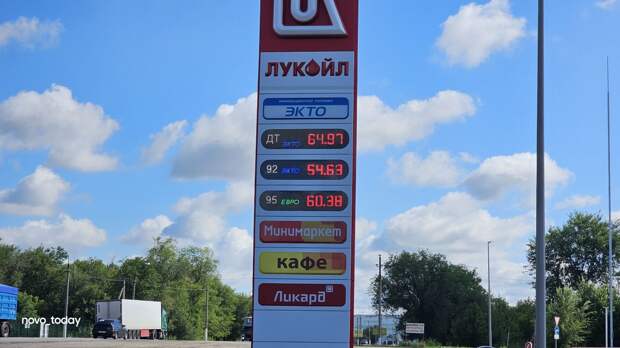 ЛУКОЙЛ
ЭКТО
ДТ ЭКТО 64.97
92 ЭКТО 54.63
95 ЕВРО 60.38
Минимаркет
кафе
Ликард
novo_today